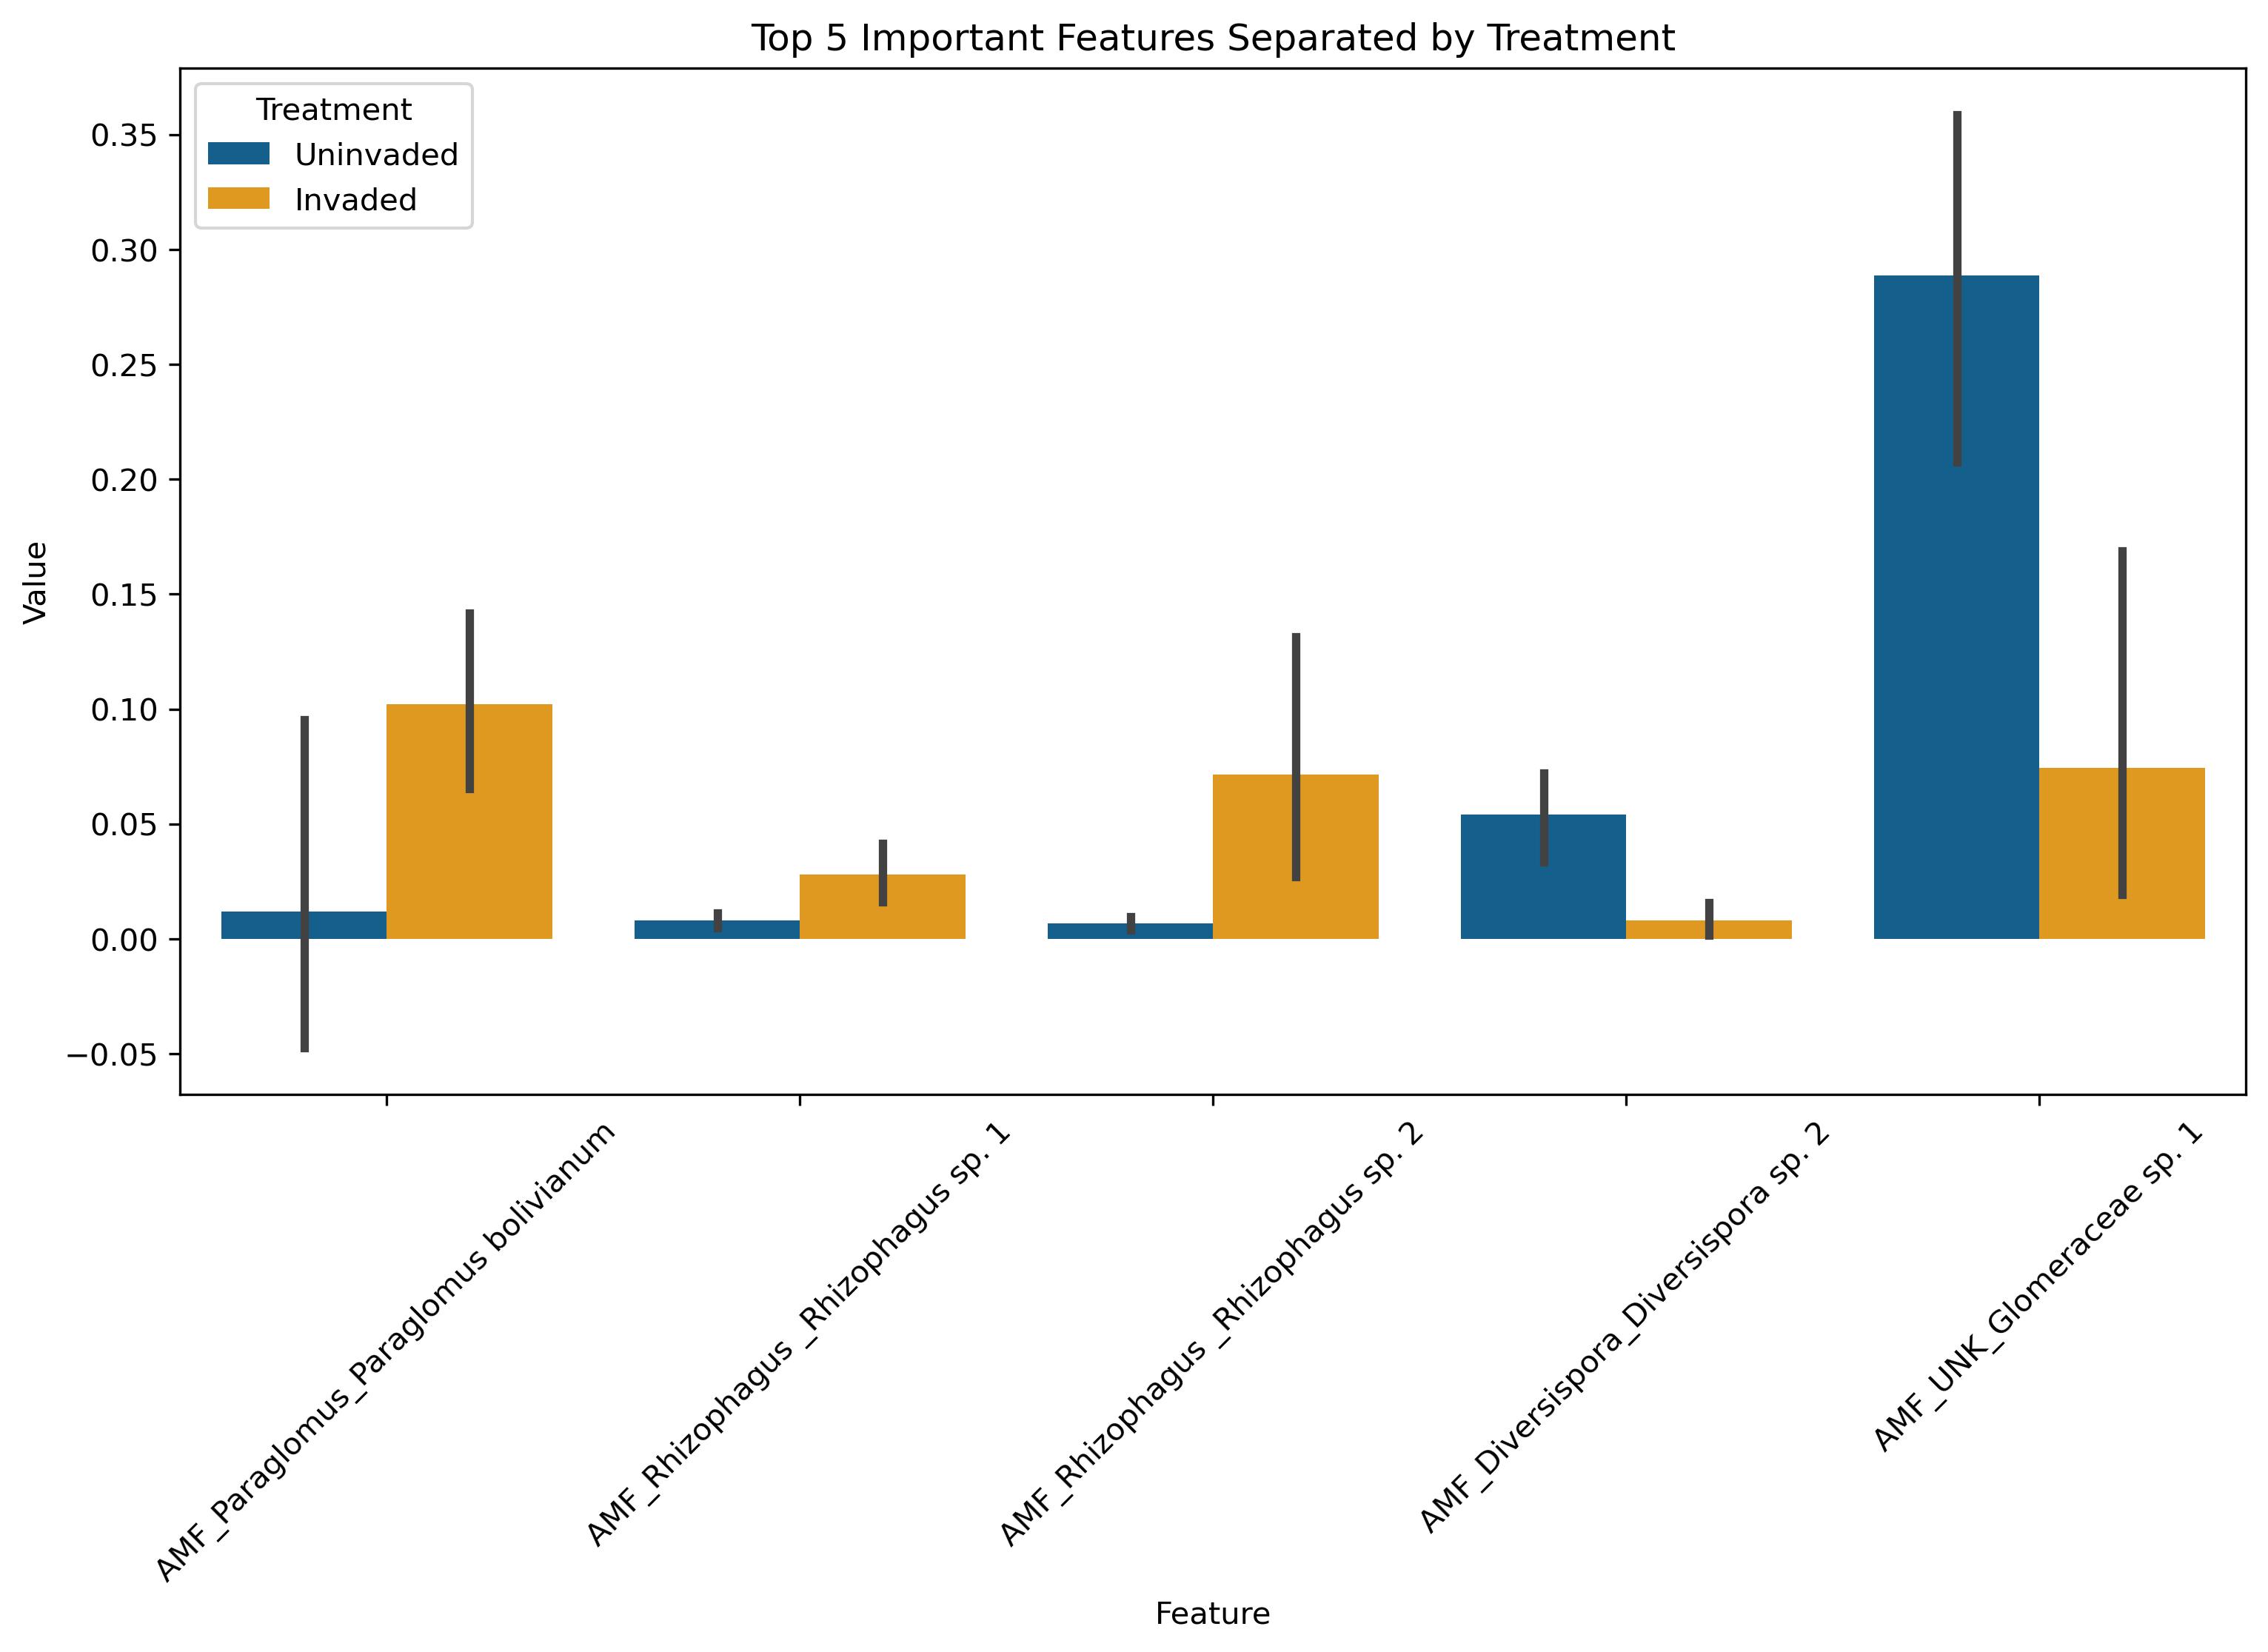 Top 5 Important Features Separated by Treatment
Treatment
Uninvaded
Invaded
0.35
0.30
0.25
0.20
0.15
0.10
0.05
0.00
−0.05
Value
AMF_Paraglomus_Paraglomus bolivianum
AMF_Rhizophagus _Rhizophagus sp. 1
AMF_Rhizophagus _Rhizophagus sp. 2
AMF_Diversispora_Diversispora sp. 2
AMF_UNK_Glomeraceae sp. 1
Feature